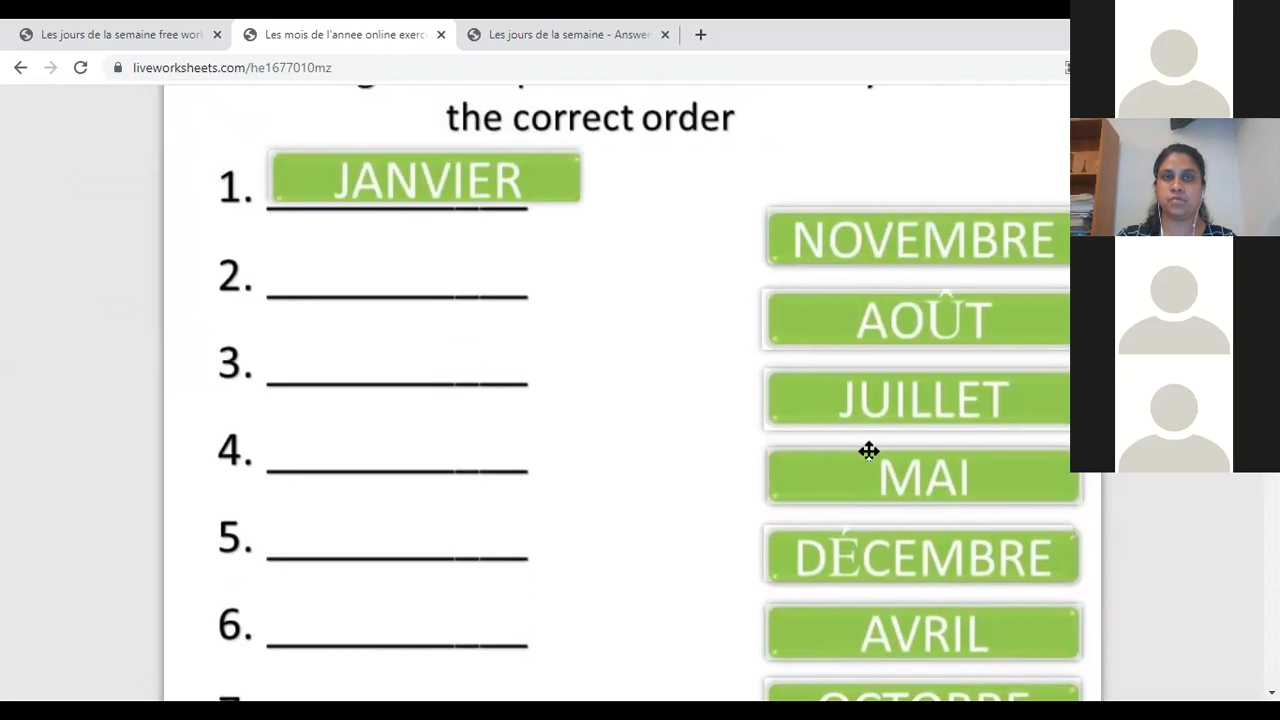 Les jours de la semaine free work
Les mois de l'annee online exerc
Les jours de la semaine - Answer
liveworksheets.com/he1677010mz
the correct order
1. JANVIER
2.
3.
4.
5.
6.
NOVEMBRE
AOÛT
JUILLET
MAI
DÉCEMBRE
AVRIL
OCTOBRE